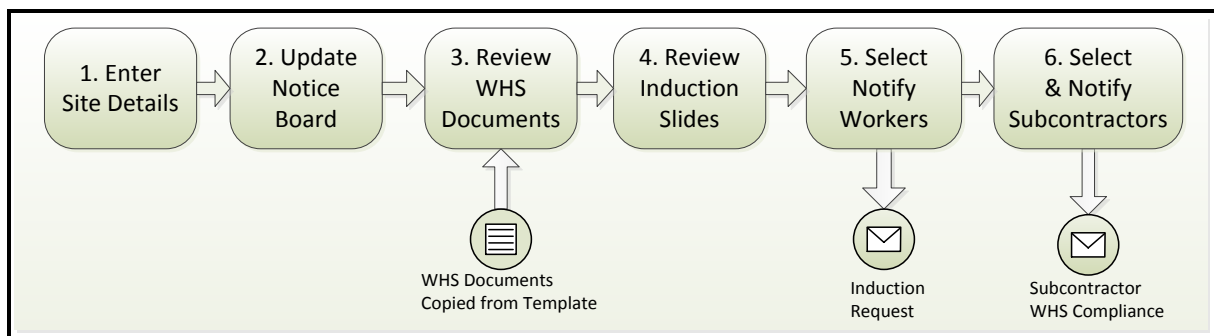 1. Enter
Site Details
2. Update
Notice
Board
3. Review
WHS
Documents
4. Review
Induction
Slides
5. Select
Notify
Workers
6. Select
& Notify
Subcontractors
WHS Documents
Copied from Template
Induction
Request
Subcontractor
WHS Compliance